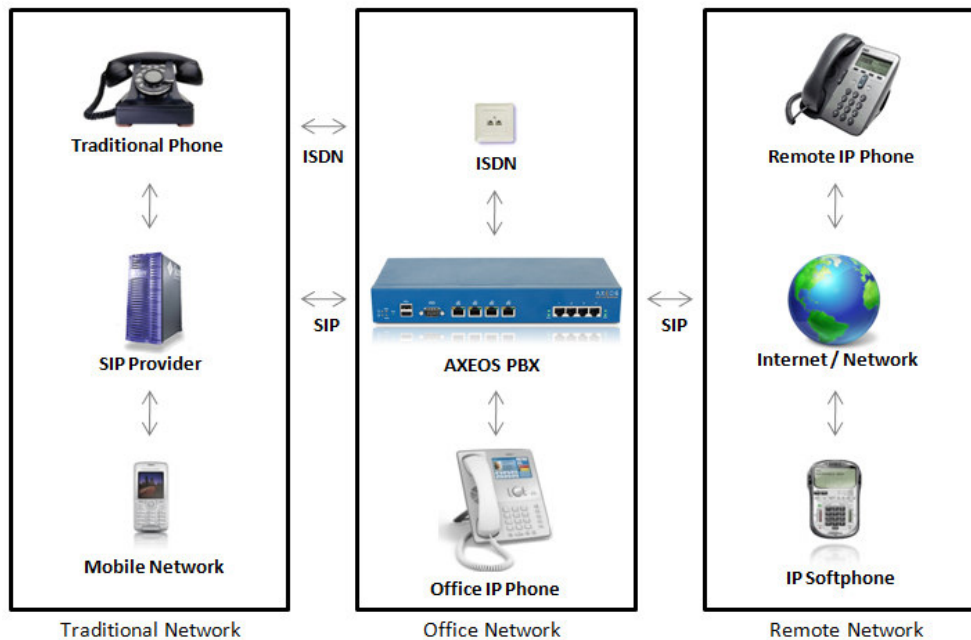 Traditional Phone
ISDN
ISDN
Remote IP Phone
SIP Provider
SIP
AXEOS
AXEOS PBX
SIP
Internet / Network
Mobile Network
Office IP Phone
IP Softphone
Traditional Network
Office Network
Remote Network